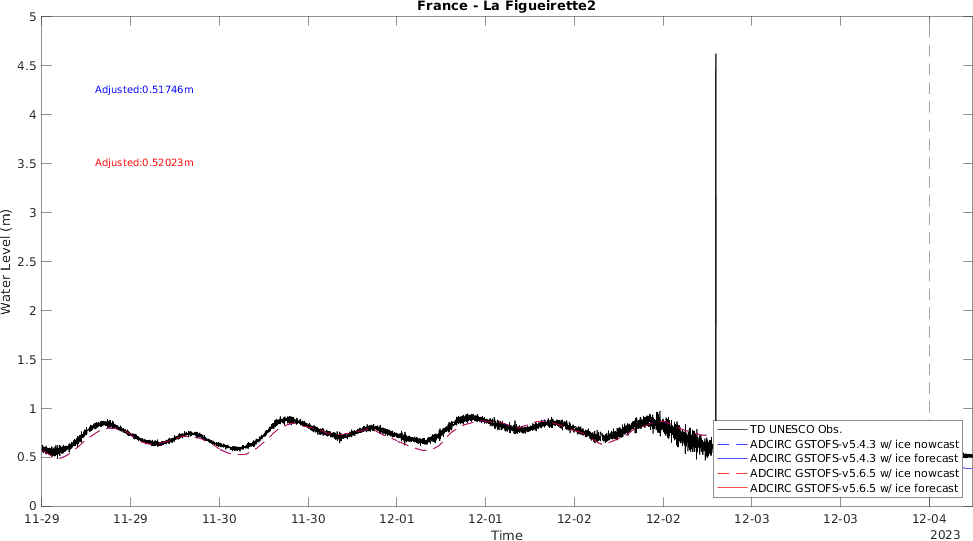 France - La Figueirette2
5
4.5
4
3.5
3
2.5
2
1.5
1
0.5
0
Water Level (m)
Adjusted:0.51746m
Adjusted:0.52023m
TD UNESCO Obs.
ADCIRC GSTOFS-v5.4.3 w/ ice nowcast
ADCIRC GSTOFS-v5.4.3 w/ ice forecast
ADCIRC GSTOFS-v5.6.5 w/ ice nowcast
ADCIRC GSTOFS-v5.6.5 w/ ice forecast
11-29 11-29 11-30 11-30 12-01 12-01 12-02 12-02 12-03 12-03 12-04
2023
Time